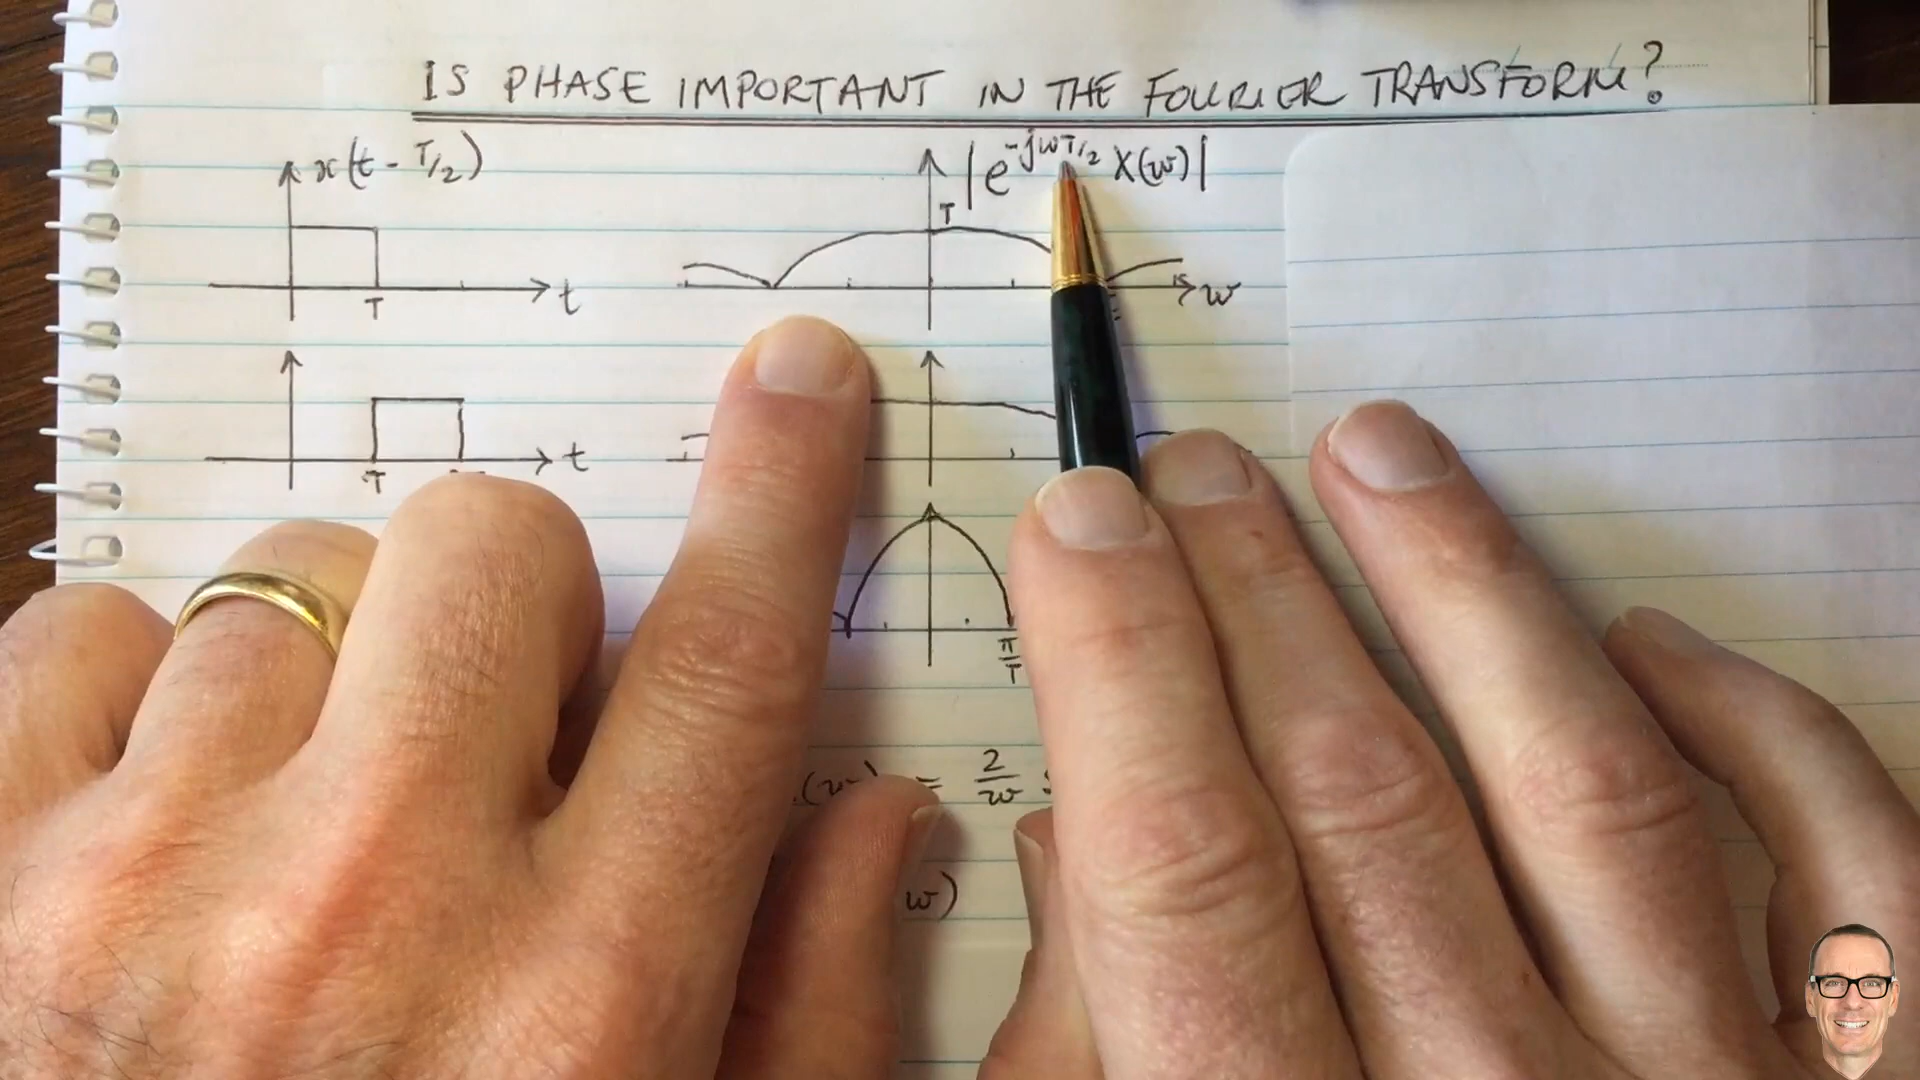 IS PHASE IMPORTANT IN THE FOURIER TRANSFORM?
x(t - T/2)
|e^{-jωT/2} X(ω)|
T
T
t
ω
T
t
π/T
(ω) = 2/ω
ω)